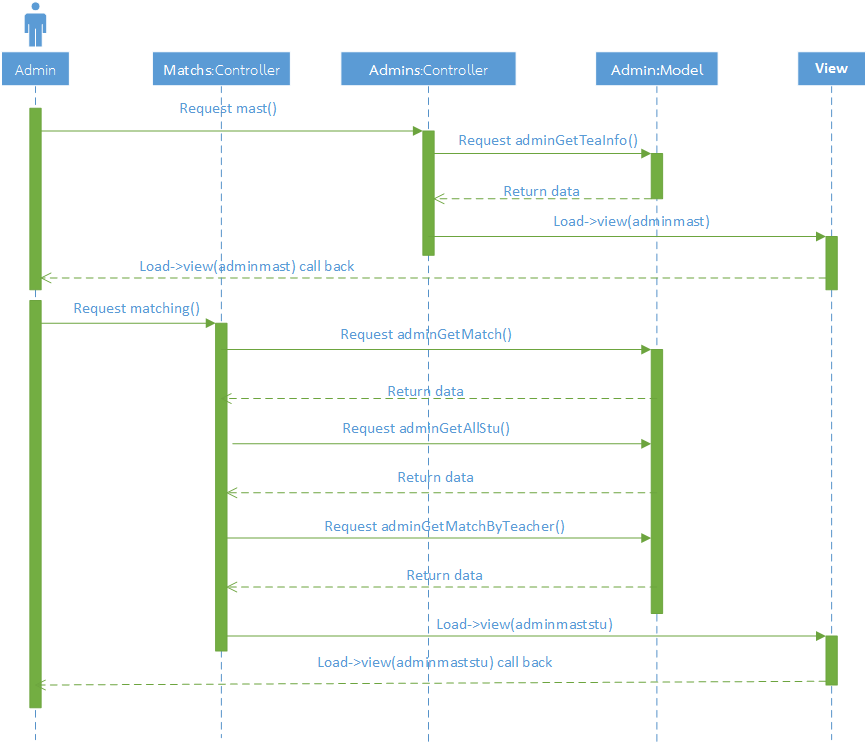 Admin
Matchs:Controller
Admins:Controller
Admin:Model
View
Request mast()
Request adminGetTeaInfo()
Return data
Load->view(adminmast)
Load->view(adminmast) call back
Request matching()
Request adminGetMatch()
Return data
Request adminGetAllStu()
Return data
Request adminGetMatchByTeacher()
Return data
Load->view(adminmaststu)
Load->view(adminmaststu) call back